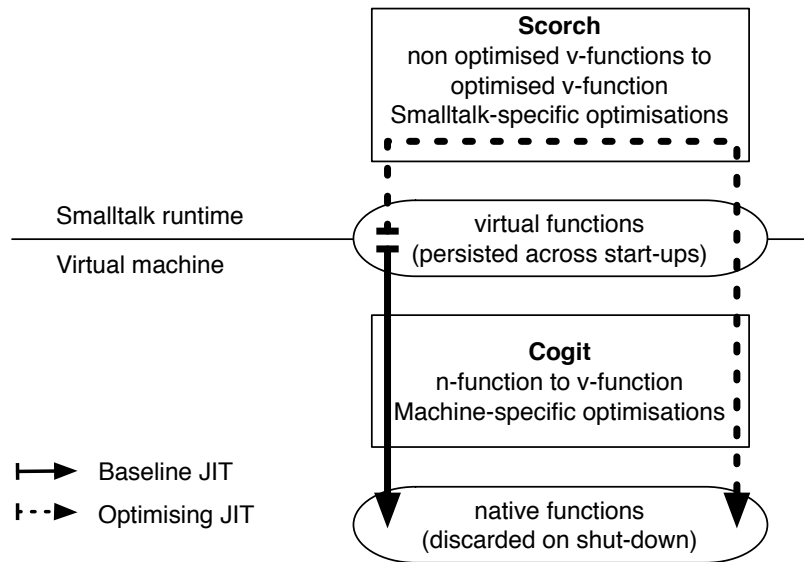 Scorch
non optimised v-functions to
optimised v-function
Smalltalk-specific optimisations
Smalltalk runtime
Virtual machine
virtual functions
(persisted across start-ups)
Cogit
n-function to v-function
Machine-specific optimisations
Baseline JIT
Optimising JIT
native functions
(discarded on shut-down)